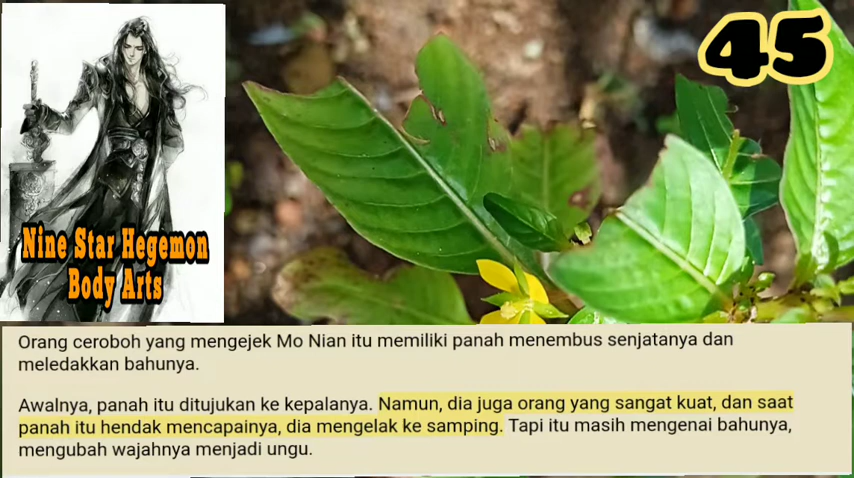 45
Nine Star Hegemon
Body Arts
Orang ceroboh yang mengejek Mo Nian itu memiliki panah menembus senjatanya dan
meledakkan bahunya.
Awalnya, panah itu ditujukan ke kepalanya. Namun, dia juga orang yang sangat kuat, dan saat
panah itu hendak mencapainya, dia mengelak ke samping. Tapi itu masih mengenai bahunya,
mengubah wajahnya menjadi ungu.